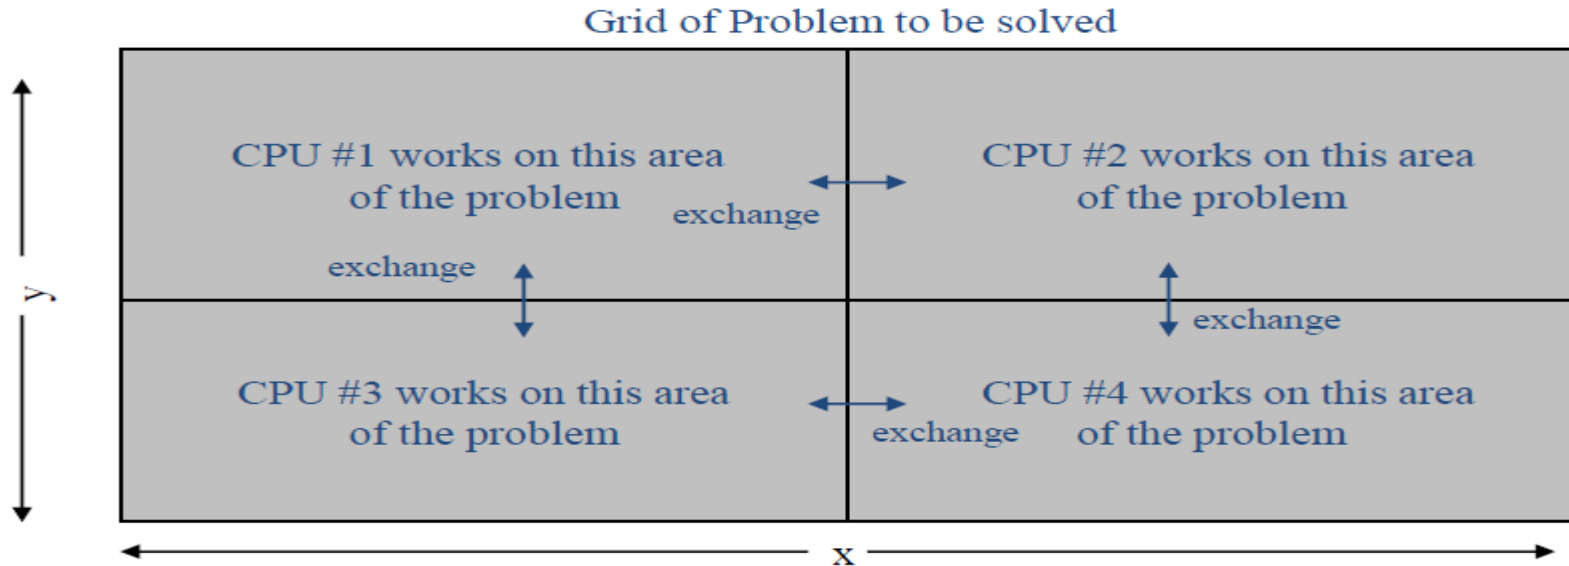 Grid of Problem to be solved
CPU #1 works on this area
of the problem
exchange
CPU #2 works on this area
of the problem
exchange
exchange
y
CPU #3 works on this area
of the problem
exchange
CPU #4 works on this area
of the problem
x